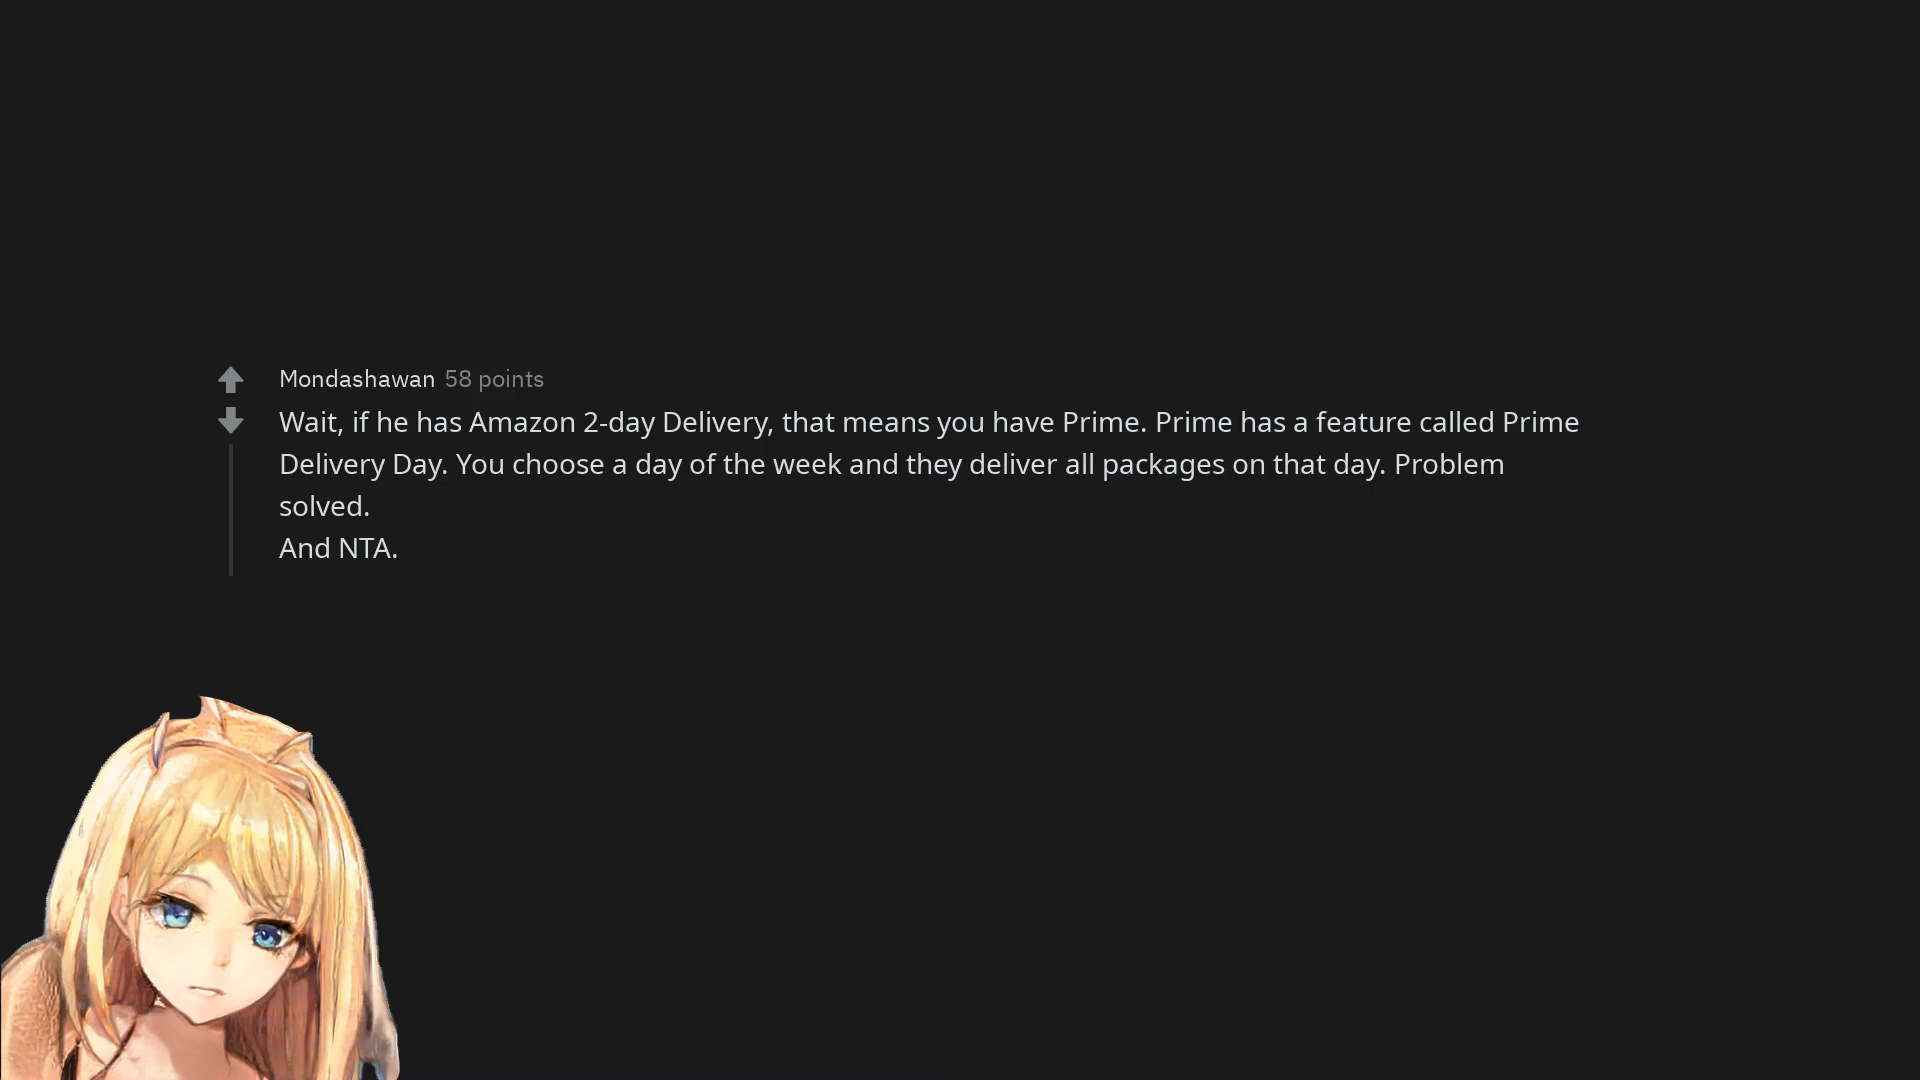 Mondashawan 58 points
Wait, if he has Amazon 2-day Delivery, that means you have Prime. Prime has a feature called Prime
Delivery Day. You choose a day of the week and they deliver all packages on that day. Problem
solved.
And NTA.